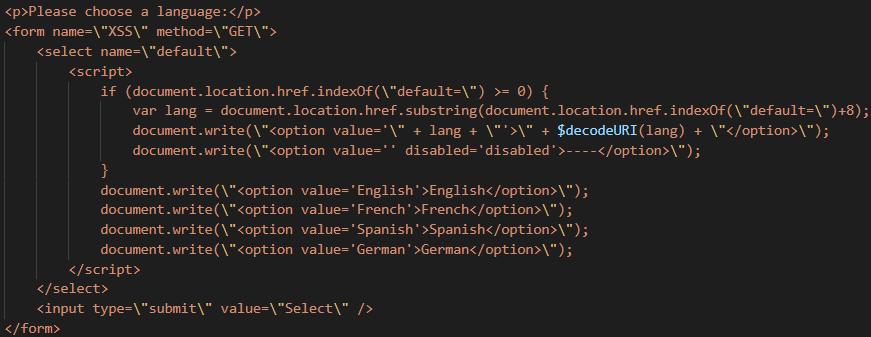 <p>Please choose a language:</p>
<form name=\"XSS\" method=\"GET\">
<select name=\"default\">
<script>
if (document.location.href.indexOf(\"default=\") >= 0) {
var lang = document.location.href.substring(document.location.href.indexOf(\"default=\")+8);
document.write(\"<option value='\" + lang + \"'>\" + $decodeURI(lang) + \"</option>\");
document.write(\"<option value='' disabled='disabled'>----</option>\");
}
document.write(\"<option value='English'>English</option>\");
document.write(\"<option value='French'>French</option>\");
document.write(\"<option value='Spanish'>Spanish</option>\");
document.write(\"<option value='German'>German</option>\");
</script>
</select>
<input type=\"submit\" value=\"Select\" />
</form>